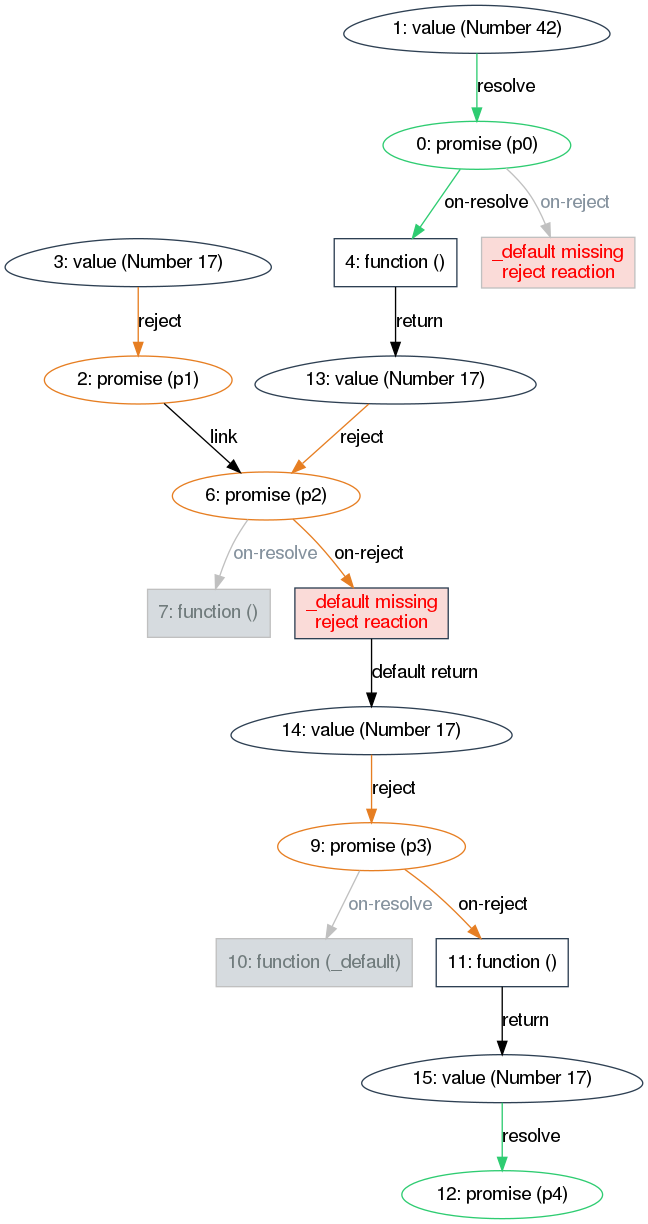 1: value (Number 42)
resolve
0: promise (p0)
on-resolve
on-reject
3: value (Number 17)
4: function ()
_default missing
reject reaction
reject
return
2: promise (p1)
13: value (Number 17)
link
reject
6: promise (p2)
on-resolve
on-reject
7: function ()
_default missing
reject reaction
default return
14: value (Number 17)
reject
9: promise (p3)
on-resolve
on-reject
10: function (_default)
11: function ()
return
15: value (Number 17)
resolve
12: promise (p4)